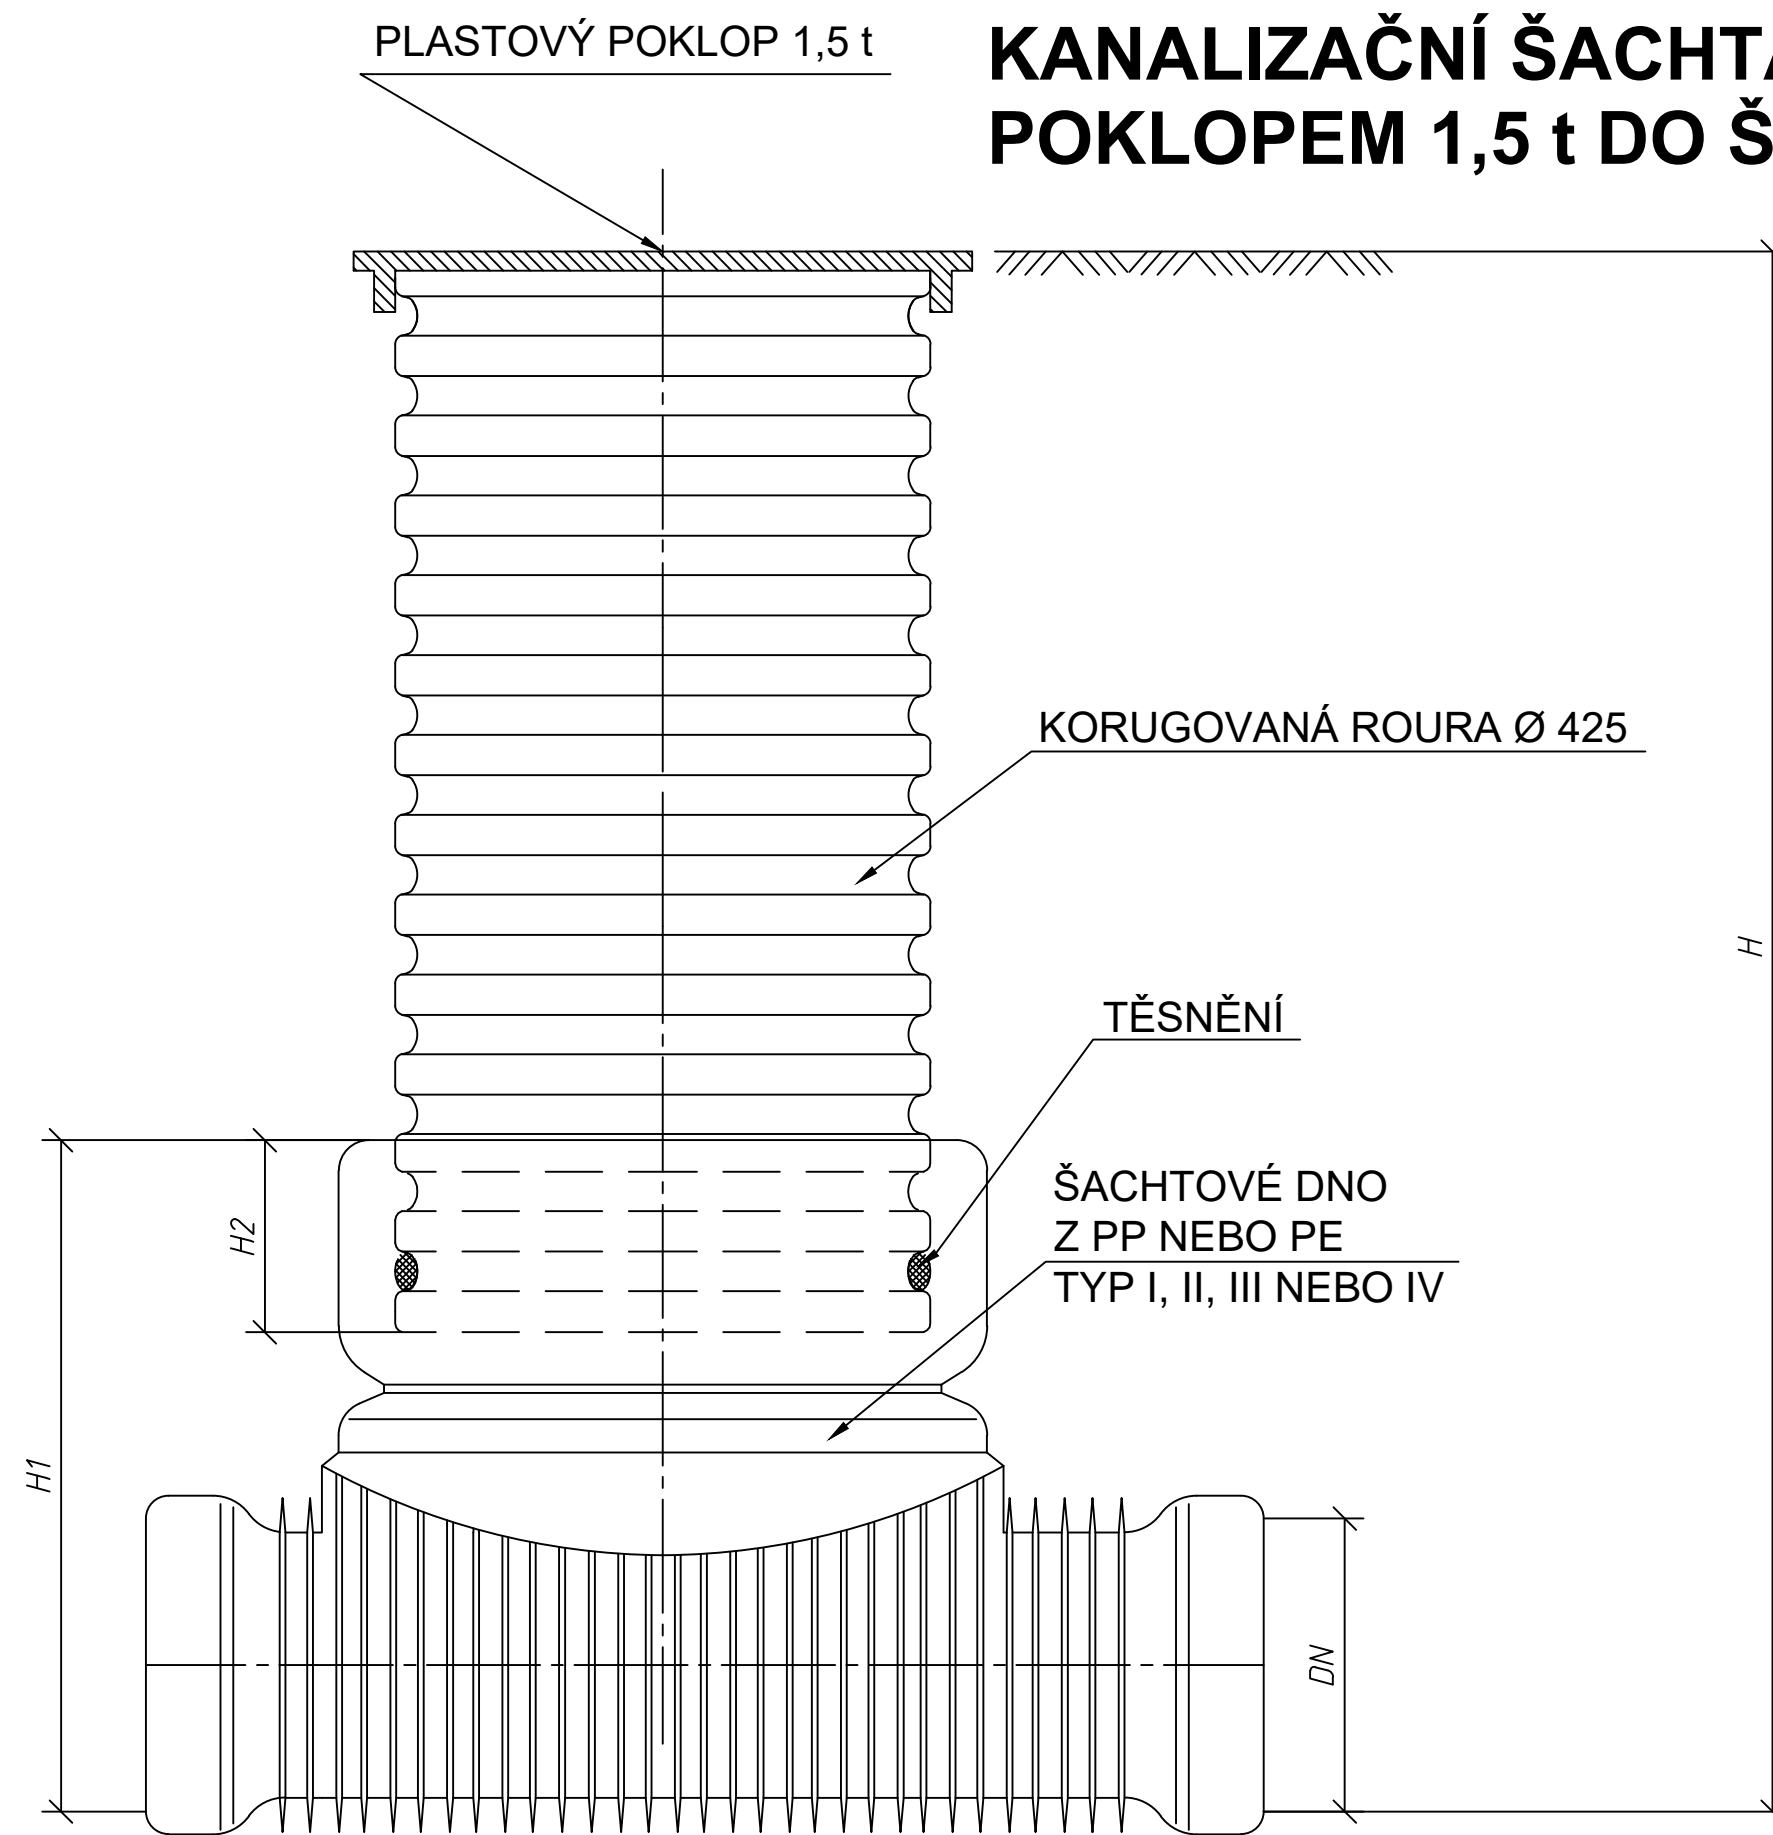 PLASTOVÝ POKLOP 1,5 t
KANALIZAČNÍ ŠACHTA
POKLOPEM 1,5 t DO Š
KORUGOVANÁ ROURA Ø 425
H
TĚSNĚNÍ
ŠACHTOVÉ DNO
Z PP NEBO PE
TYP I, II, III NEBO IV
H2
H1
DN